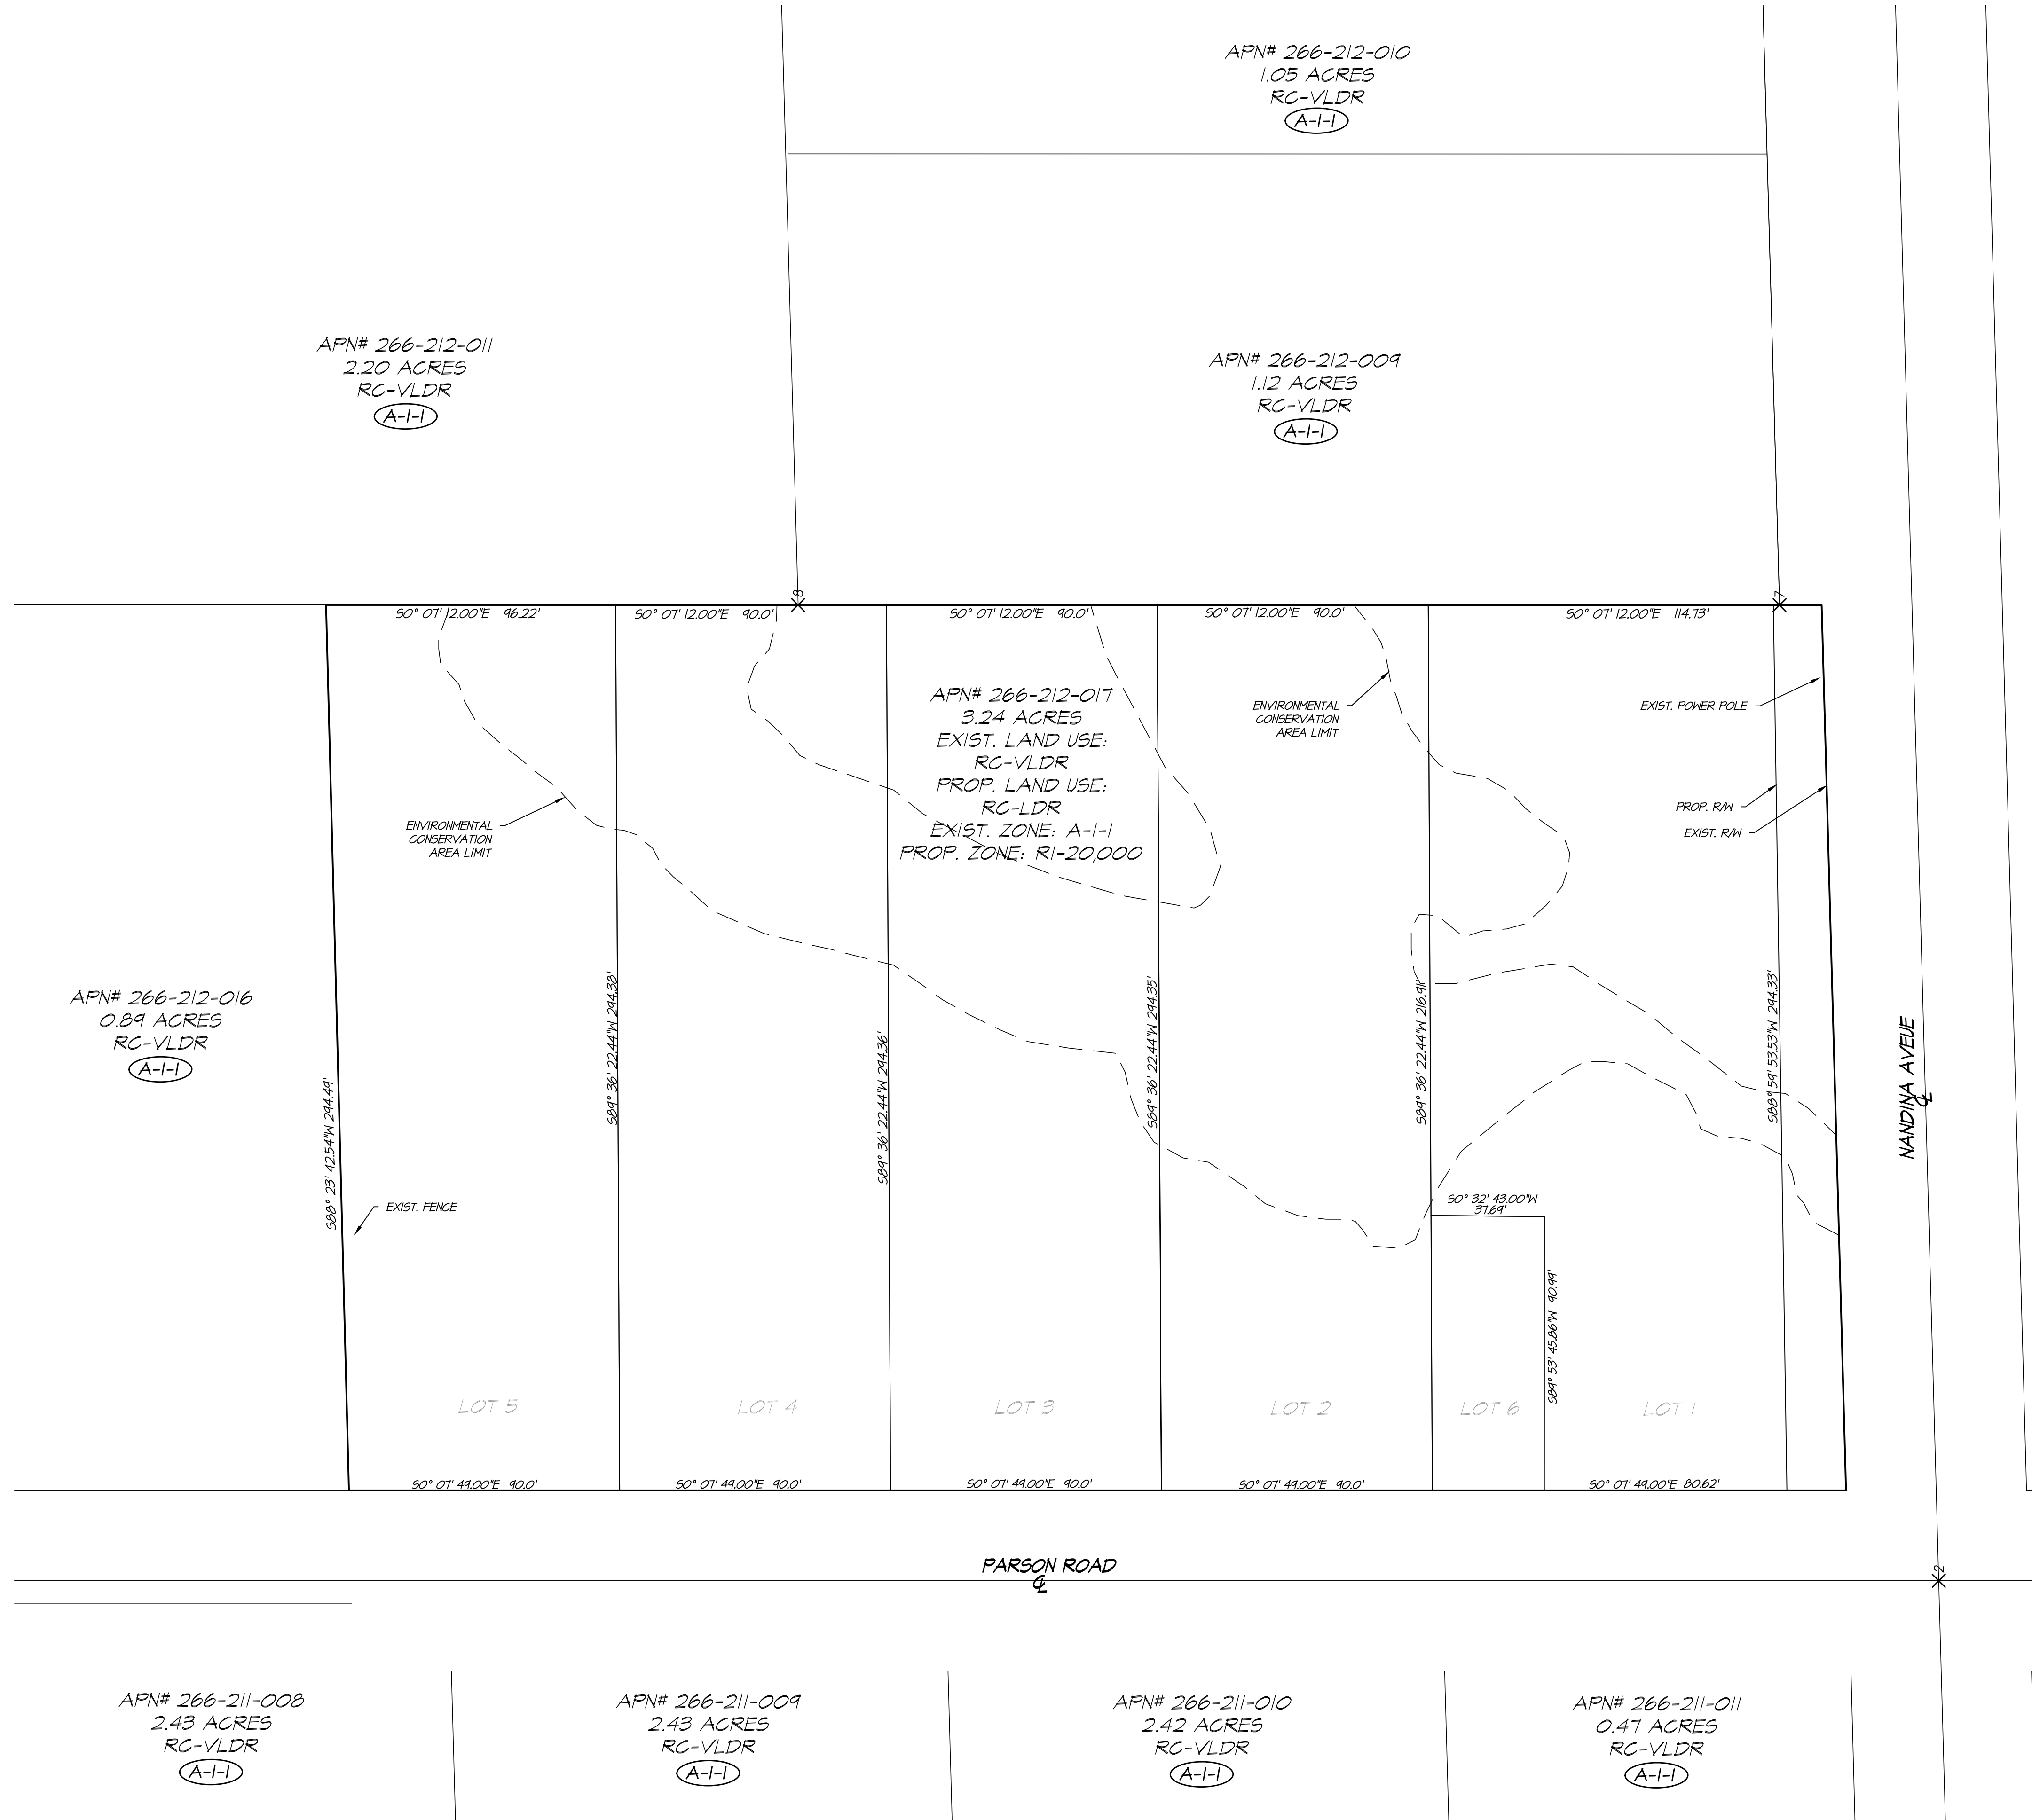 APN# 266-212-010
1.05 ACRES
RC-VLDR
A-1-1
APN# 266-212-011
2.20 ACRES
RC-VLDR
A-1-1
APN# 266-212-009
1.12 ACRES
RC-VLDR
A-1-1
8
7
S0° 07' 12.00"E 96.22'
S0° 07' 12.00"E 90.0'
S0° 07' 12.00"E 90.0'
S0° 07' 12.00"E 90.0'
S0° 07' 12.00"E 114.73'
APN# 266-212-017
3.24 ACRES
EXIST. LAND USE:
RC-VLDR
PROP. LAND USE:
RC-LDR
EXIST. ZONE: A-1-1
PROP. ZONE: R1-20,000
ENVIRONMENTAL
CONSERVATION
AREA LIMIT
EXIST. POWER POLE
PROP. R/W
EXIST. R/W
ENVIRONMENTAL
CONSERVATION
AREA LIMIT
APN# 266-212-016
0.89 ACRES
RC-VLDR
A-1-1
S88° 23' 42.54"W 294.49'
S89° 36' 22.44"W 294.38'
S89° 36' 22.44"W 294.36'
S89° 36' 22.44"W 294.35'
S89° 36' 22.44"W 216.91'
S88° 59' 53.53"W 294.33'
NANDINA AVEUE
CL
EXIST. FENCE
S0° 32' 43.00"W
37.69'
S89° 53' 45.86"W 90.99'
LOT 5
LOT 4
LOT 3
LOT 2
LOT 6
LOT 1
S0° 07' 49.00"E 90.0'
S0° 07' 49.00"E 90.0'
S0° 07' 49.00"E 90.0'
S0° 07' 49.00"E 90.0'
S0° 07' 49.00"E 80.62'
PARSON ROAD
CL
2
APN# 266-211-008
2.43 ACRES
RC-VLDR
A-1-1
APN# 266-211-009
2.43 ACRES
RC-VLDR
A-1-1
APN# 266-211-010
2.42 ACRES
RC-VLDR
A-1-1
APN# 266-211-011
0.47 ACRES
RC-VLDR
A-1-1